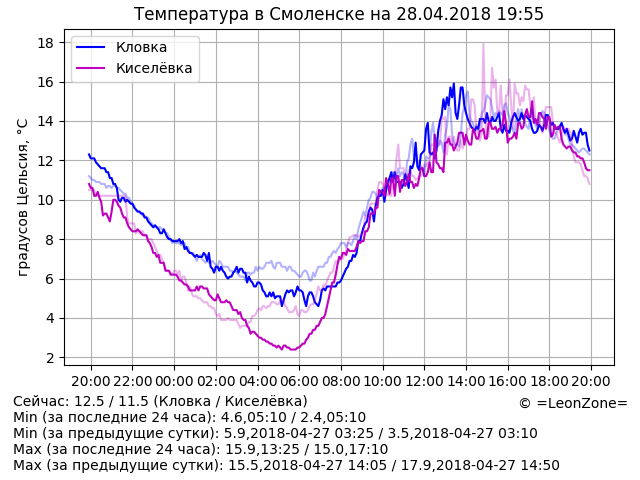 Температура в Смоленске на 28.04.2018 19:55
Кловка
Киселёвка
градусов Цельсия, °C
18
16
14
12
10
8
6
4
2
20:00 22:00 00:00 02:00 04:00 06:00 08:00 10:00 12:00 14:00 16:00 18:00 20:00
© =LeonZone=
Сейчас: 12.5 / 11.5 (Кловка / Киселёвка)
Min (за последние 24 часа): 4.6,05:10 / 2.4,05:10
Min (за предыдущие сутки): 5.9,2018-04-27 03:25 / 3.5,2018-04-27 03:10
Max (за последние 24 часа): 15.9,13:25 / 15.0,17:10
Max (за предыдущие сутки): 15.5,2018-04-27 14:05 / 17.9,2018-04-27 14:50